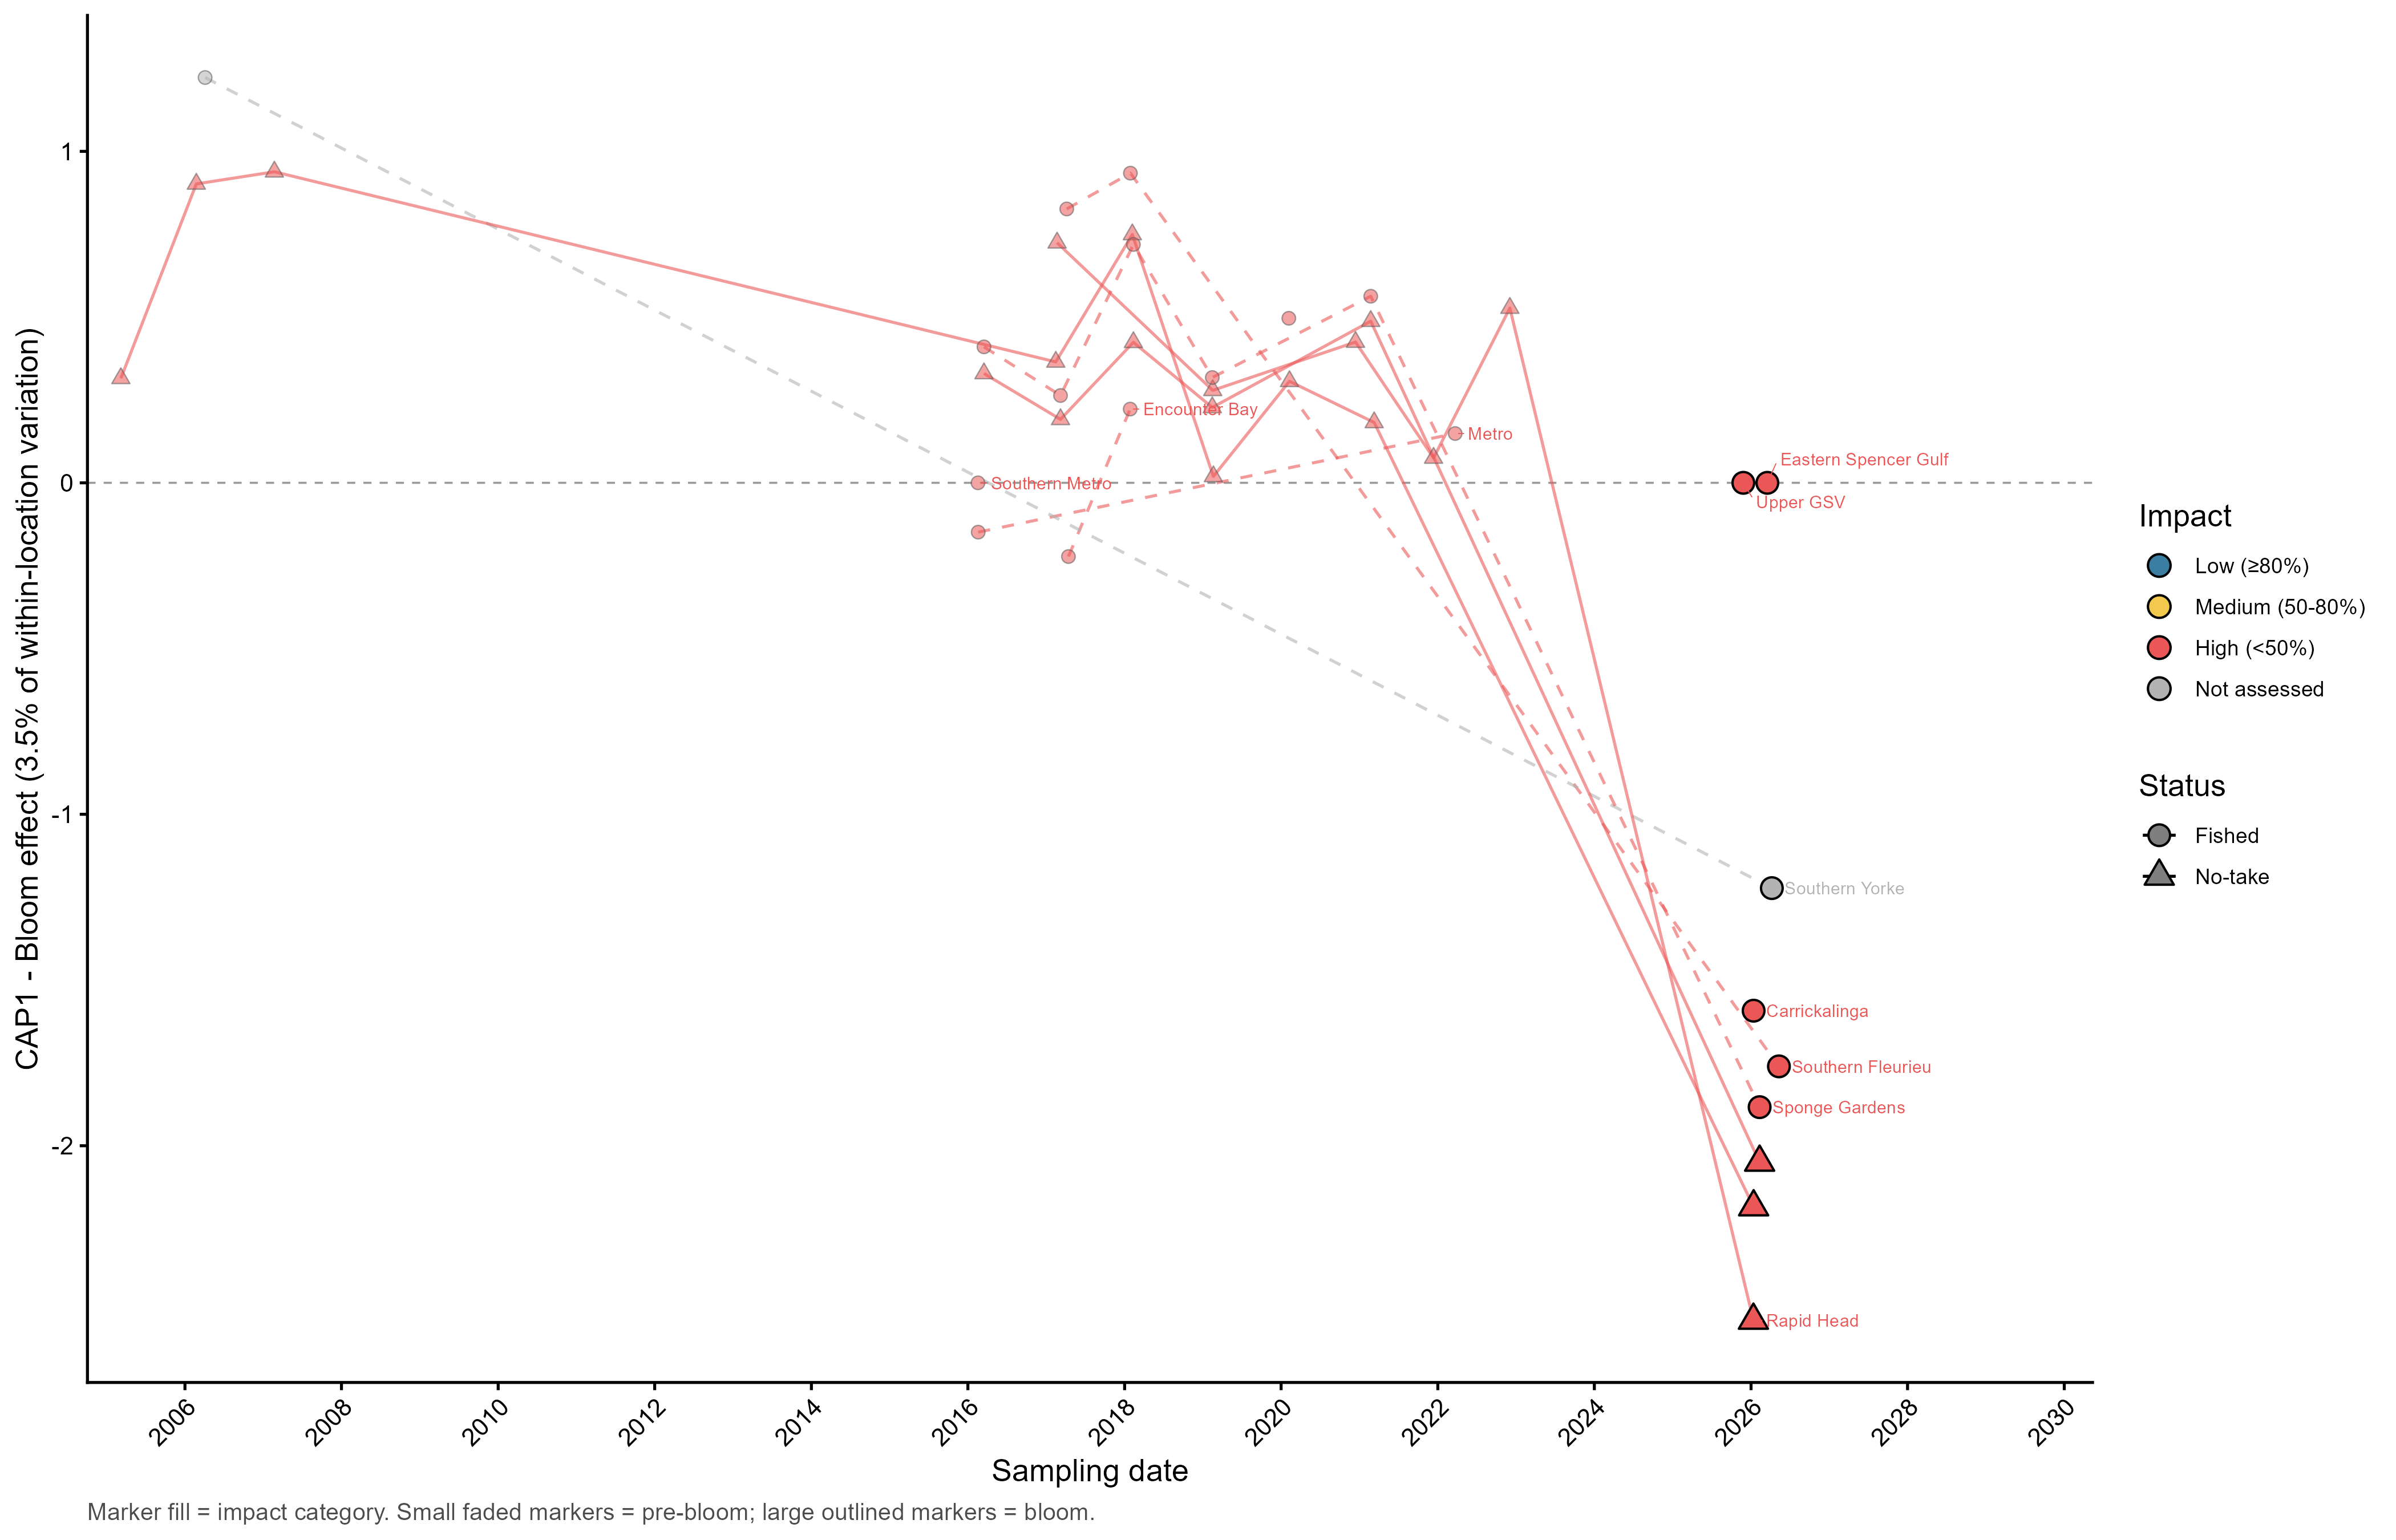 CAP1 - Bloom effect (3.5% of within-location variation)
1
0
-1
-2
Encounter Bay
Metro
Southern Metro
Eastern Spencer Gulf
Upper GSV
Southern Yorke
Carrickalinga
Southern Fleurieu
Sponge Gardens
Rapid Head
2006
2008
2010
2012
2014
2016
2018
2020
2022
2024
2026
2028
2030
Sampling date
Impact
Low (≥80%)
Medium (50-80%)
High (<50%)
Not assessed
Status
Fished
No-take
Marker fill = impact category. Small faded markers = pre-bloom; large outlined markers = bloom.